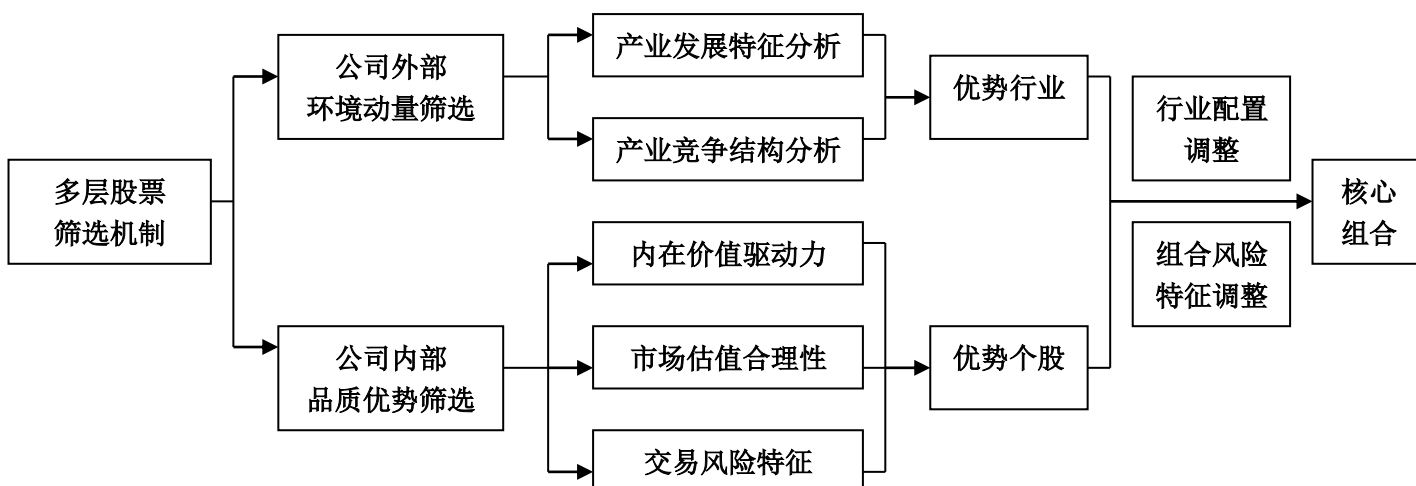 多层股票
筛选机制
公司外部
环境动量筛选
产业发展特征分析
产业竞争结构分析
优势行业
公司内部
品质优势筛选
内在价值驱动力
市场估值合理性
交易风险特征
优势个股
行业配置
调整
组合风险
特征调整
核心
组合